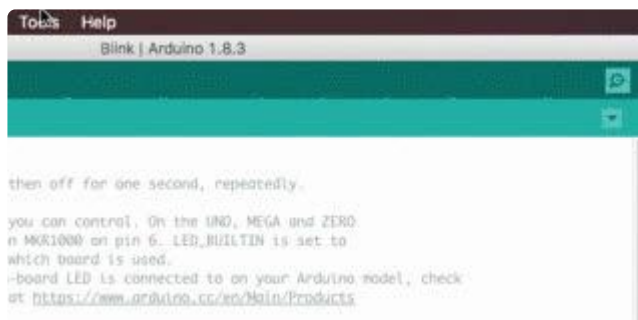 Tools Help
Blink | Arduino 1.8.3
then off for one second, repeatedly.
you can control. On the UNO, MEGA and ZERO
n MKR1000 on pin 6. LED_BUILTIN is set to
which board is used.
-board LED is connected to on your Arduino model, check
at https://www.arduino.cc/en/Main/Products